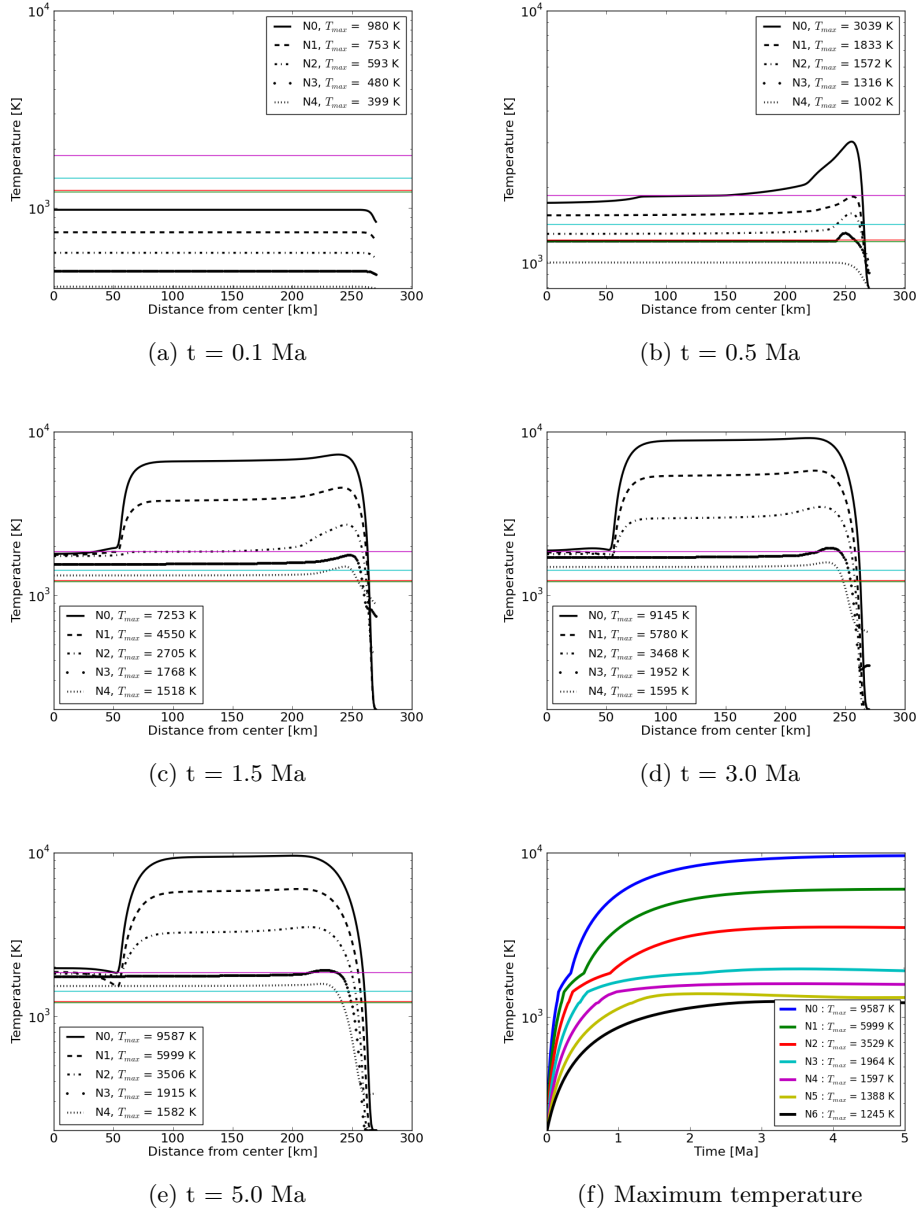 10^4
10^3
Temperature [K]
0 50 100 150 200 250 300
Distance from center [km]
N0, T_max = 980 K
N1, T_max = 753 K
N2, T_max = 593 K
N3, T_max = 480 K
N4, T_max = 399 K
(a) t = 0.1 Ma
10^4
10^3
Temperature [K]
0 50 100 150 200 250 300
Distance from center [km]
N0, T_max = 3039 K
N1, T_max = 1833 K
N2, T_max = 1572 K
N3, T_max = 1316 K
N4, T_max = 1002 K
(b) t = 0.5 Ma
10^4
10^3
Temperature [K]
N0, T_max = 7253 K
N1, T_max = 4550 K
N2, T_max = 2705 K
N3, T_max = 1768 K
N4, T_max = 1518 K
0 50 100 150 200 250 300
Distance from center [km]
(c) t = 1.5 Ma
10^4
10^3
Temperature [K]
N0, T_max = 9145 K
N1, T_max = 5780 K
N2, T_max = 3468 K
N3, T_max = 1952 K
N4, T_max = 1595 K
0 50 100 150 200 250 300
Distance from center [km]
(d) t = 3.0 Ma
10^4
10^3
Temperature [K]
N0, T_max = 9587 K
N1, T_max = 5999 K
N2, T_max = 3506 K
N3, T_max = 1915 K
N4, T_max = 1582 K
0 50 100 150 200 250 300
Distance from center [km]
(e) t = 5.0 Ma
10^4
10^3
Temperature [K]
N0 : T_max = 9587 K
N1 : T_max = 5999 K
N2 : T_max = 3529 K
N3 : T_max = 1964 K
N4 : T_max = 1597 K
N5 : T_max = 1388 K
N6 : T_max = 1245 K
0 1 2 3 4 5
Time [Ma]
(f) Maximum temperature